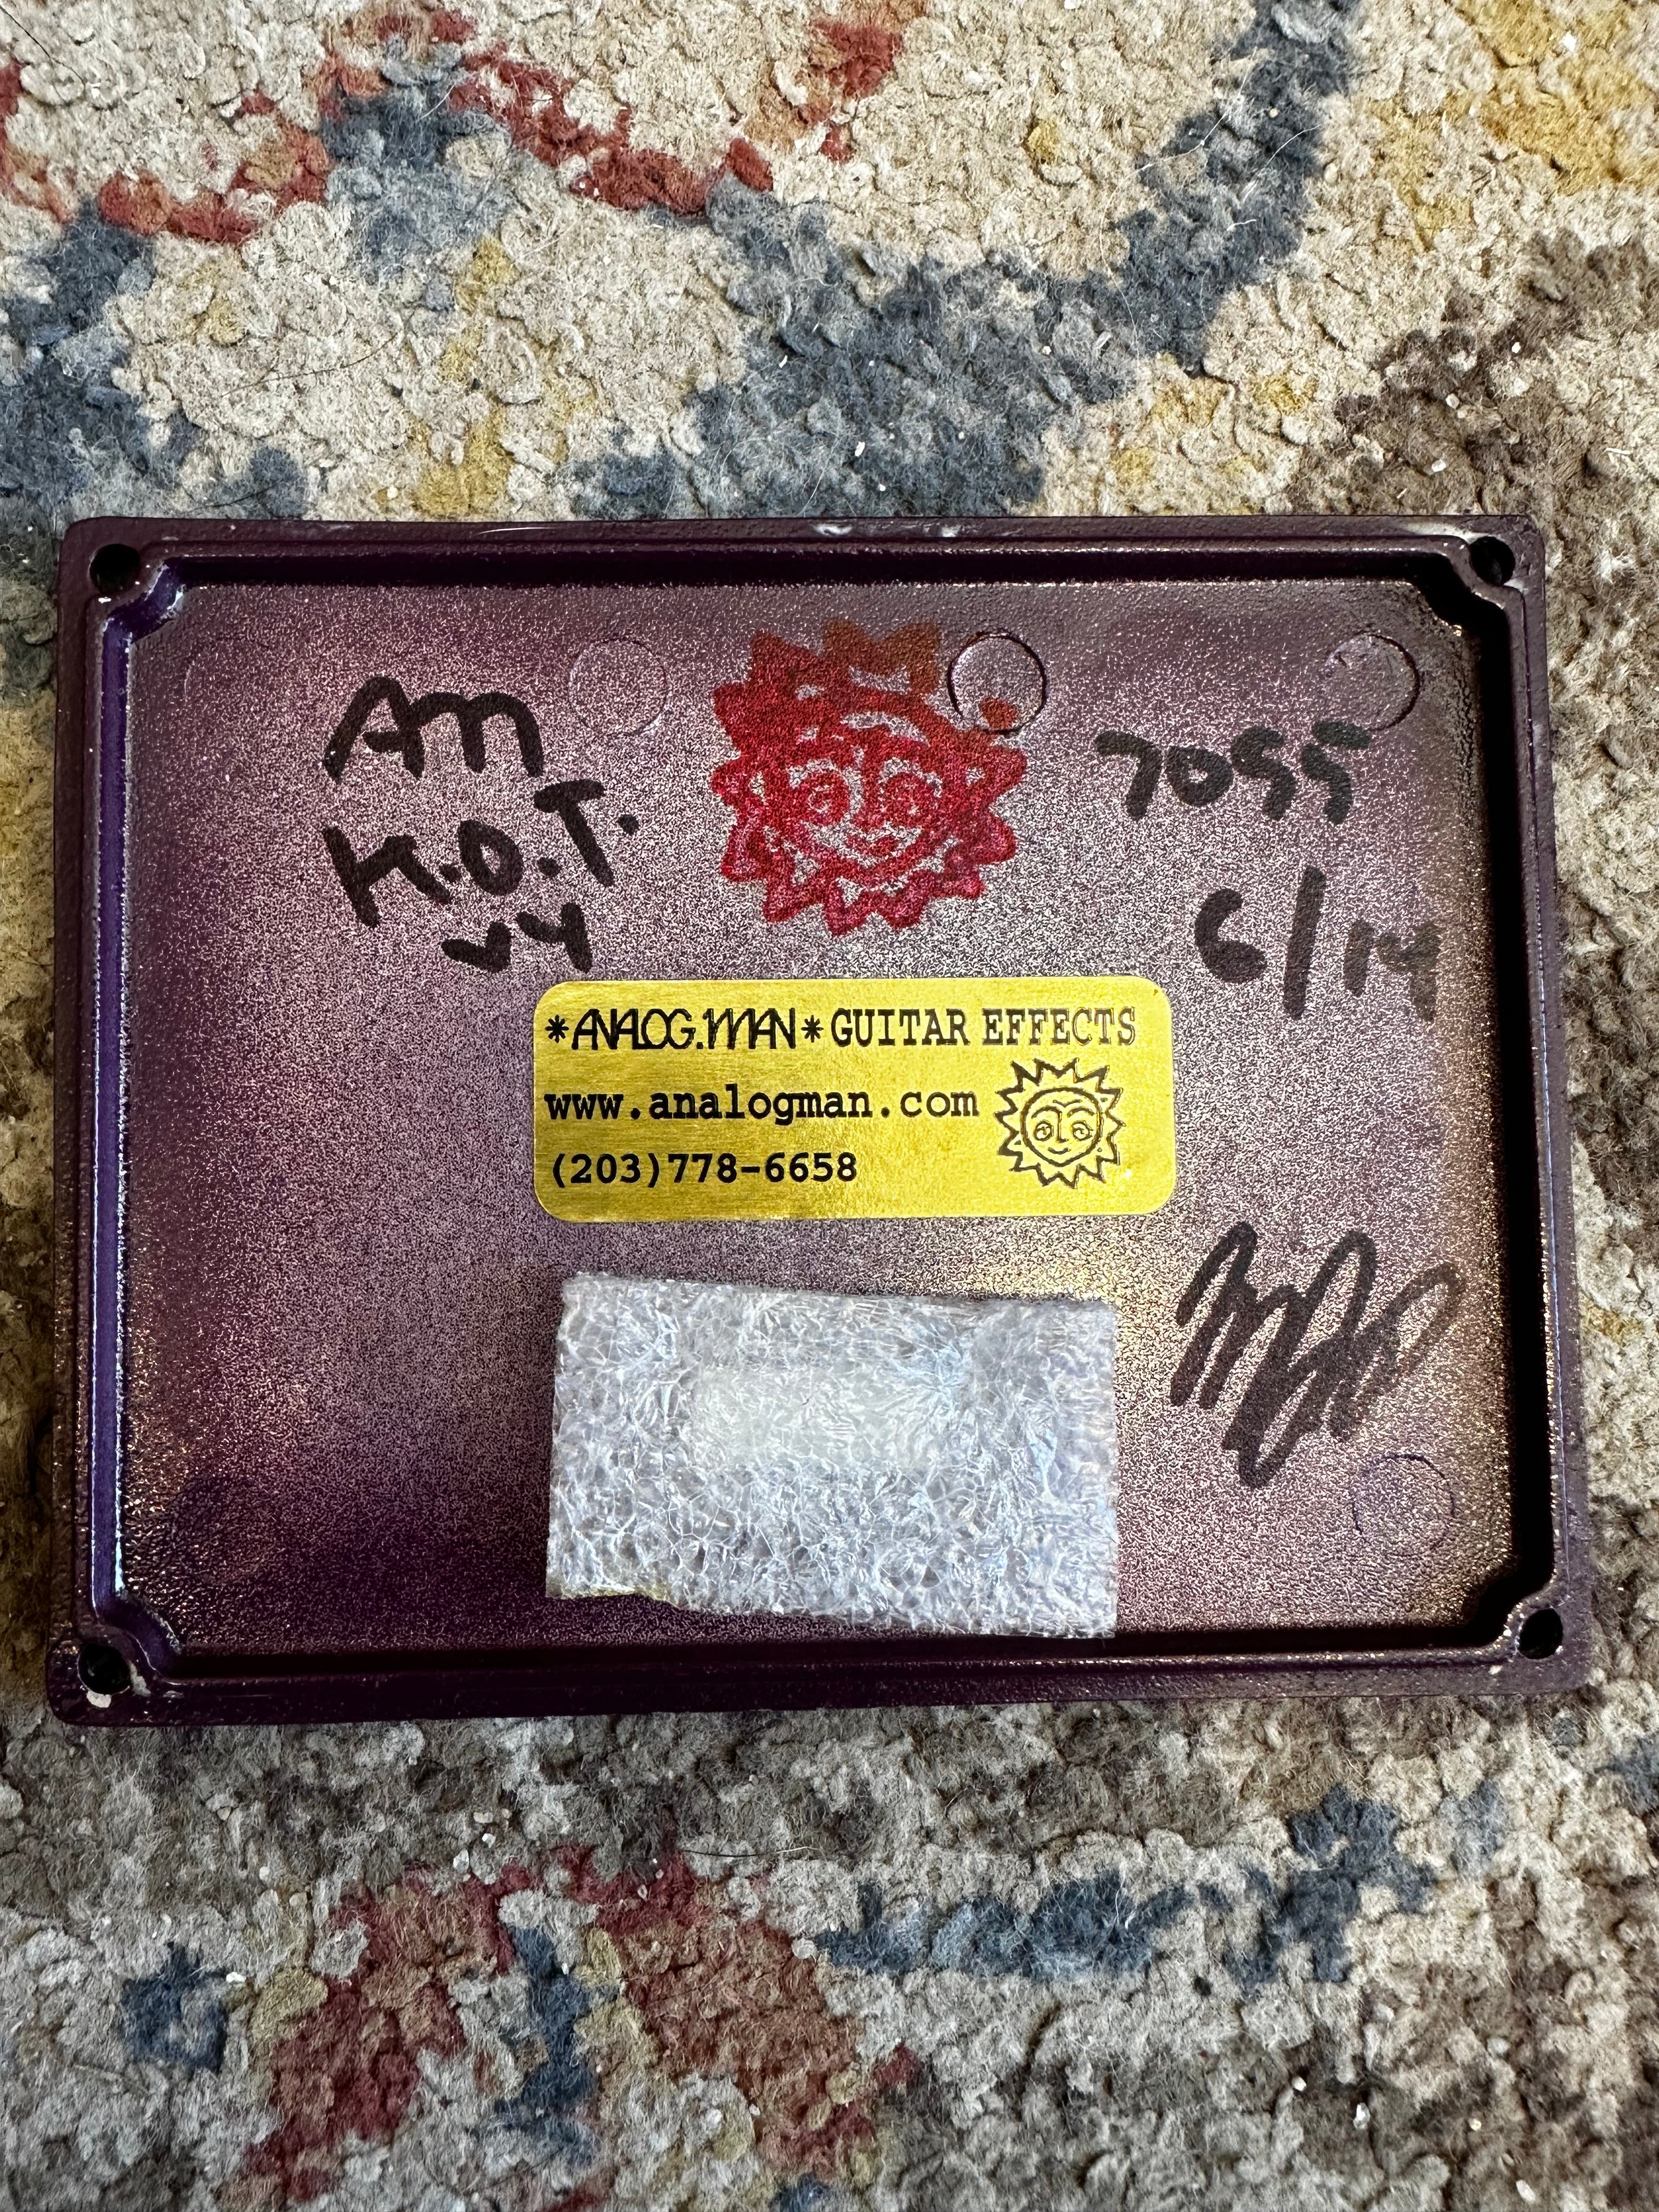 Am
K.O.T.
v4
7055
6/14
*ANALOG.MAN* GUITAR EFFECTS
www.analogman.com
(203)778-6658